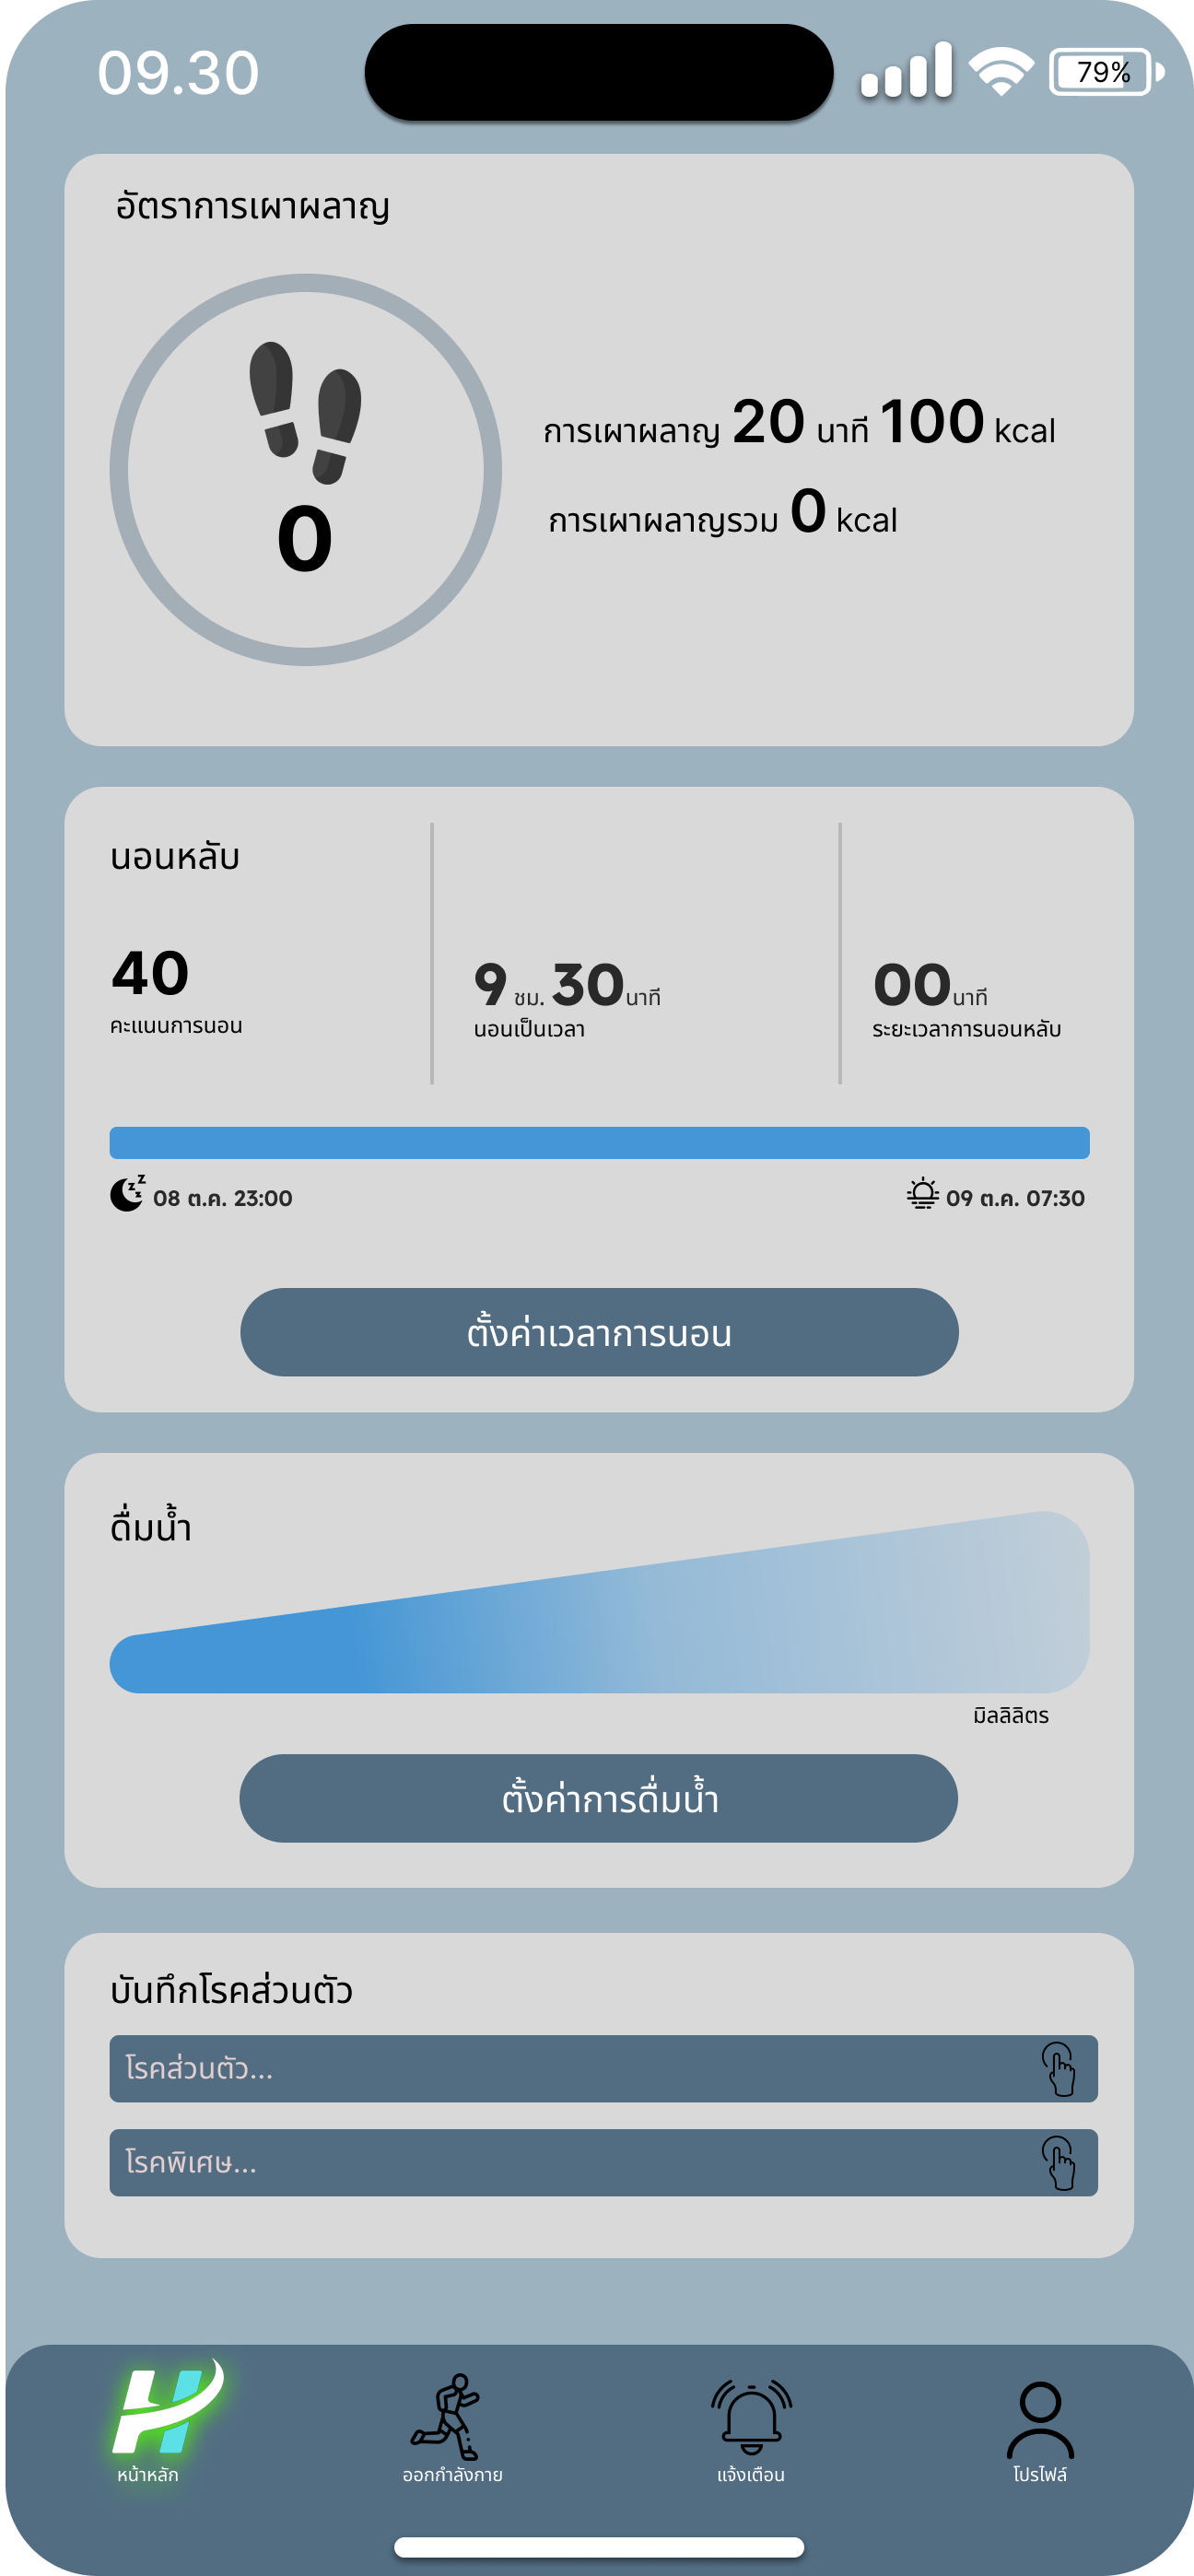 09.30
79%
อัตราการเผาผลาญ
0
การเผาผลาญ 20 นาที 100 kcal
การเผาผลาญรวม 0 kcal
นอนหลับ
40
คะแนนการนอน
9 ชม. 30นาที
นอนเป็นเวลา
00นาที
ระยะเวลาการนอนหลับ
08 ต.ค. 23:00
09 ต.ค. 07:30
ตั้งค่าเวลาการนอน
ดื่มน้ำ
มิลลิลิตร
ตั้งค่าการดื่มน้ำ
บันทึกโรคส่วนตัว
โรคส่วนตัว...
โรคพิเศษ...
หน้าหลัก
ออกกำลังกาย
แจ้งเตือน
โปรไฟล์